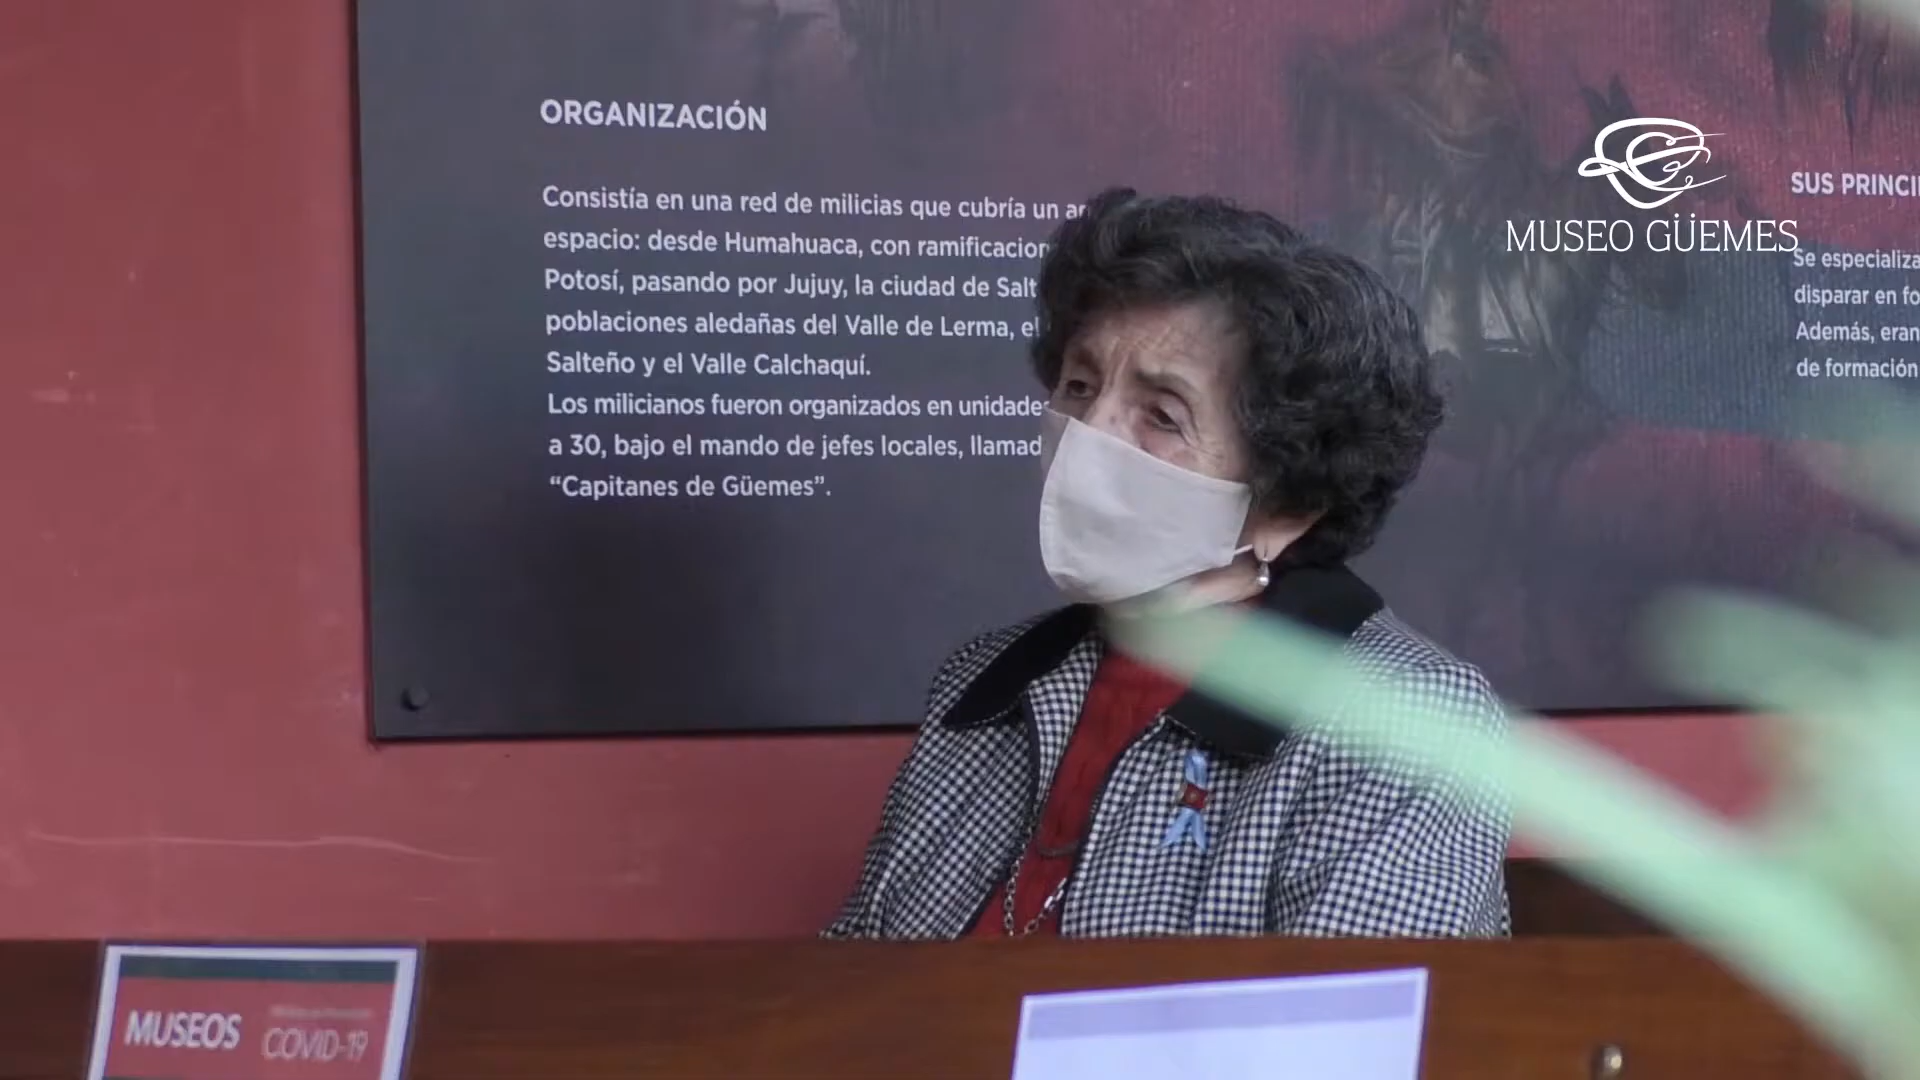 ORGANIZACIÓN
Consistía en una red de milicias que cubría un
espacio: desde Humahuaca, con ramificacion
Potosí, pasando por Jujuy, la ciudad de Salt
poblaciones aledañas del Valle de Lerma, el
Salteño y el Valle Calchaquí.
Los milicianos fueron organizados en unidade
a 30, bajo el mando de jefes locales, llamad
“Capitanes de Güemes”.
MUSEO GÜEMES
SUS PRINCI
Se especializa
disparar en fo
Además, eran
de formación
MUSEOS
COVID-19